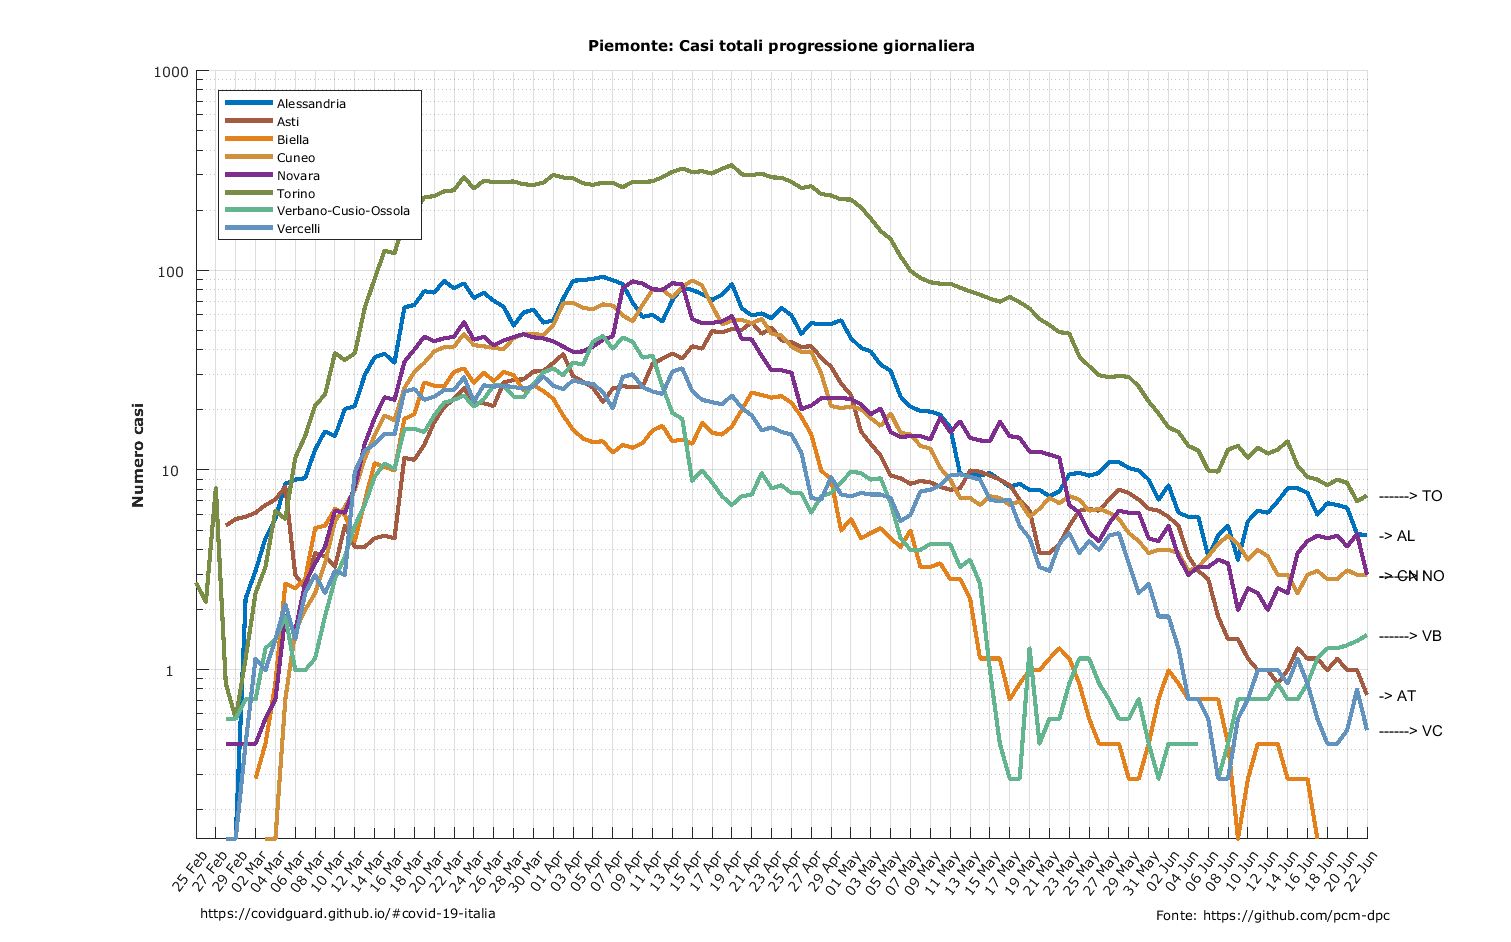 Piemonte: Casi totali progressione giornaliera
Numero casi
1000
100
10
1
Alessandria
Asti
Biella
Cuneo
Novara
Torino
Verbano-Cusio-Ossola
Vercelli
------> TO
-> AL
-> CN
------> NO
------> VB
-> AT
------> VC
25 Feb
27 Feb
29 Feb
02 Mar
04 Mar
06 Mar
08 Mar
10 Mar
12 Mar
14 Mar
16 Mar
18 Mar
20 Mar
22 Mar
24 Mar
26 Mar
28 Mar
30 Mar
01 Apr
03 Apr
05 Apr
07 Apr
09 Apr
11 Apr
13 Apr
15 Apr
17 Apr
19 Apr
21 Apr
23 Apr
25 Apr
27 Apr
29 Apr
01 May
03 May
05 May
07 May
09 May
11 May
13 May
15 May
17 May
19 May
21 May
23 May
25 May
27 May
29 May
31 May
02 Jun
04 Jun
06 Jun
08 Jun
10 Jun
12 Jun
14 Jun
16 Jun
18 Jun
20 Jun
22 Jun
https://covidguard.github.io/#covid-19-italia
Fonte: https://github.com/pcm-dpc